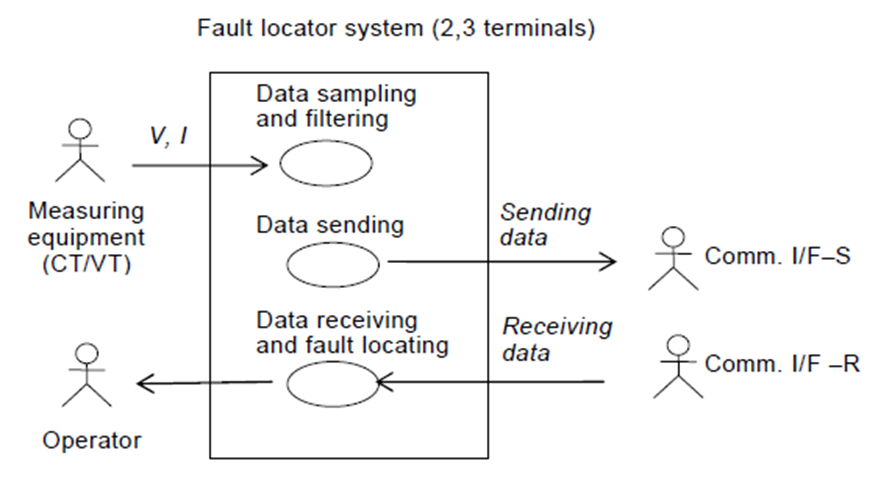 Fault locator system (2,3 terminals)
Data sampling
and filtering
V, I
Measuring
equipment
(CT/VT)
Data sending
Sending
data
Comm. I/F–S
Data receiving
and fault locating
Receiving
data
Comm. I/F –R
Operator